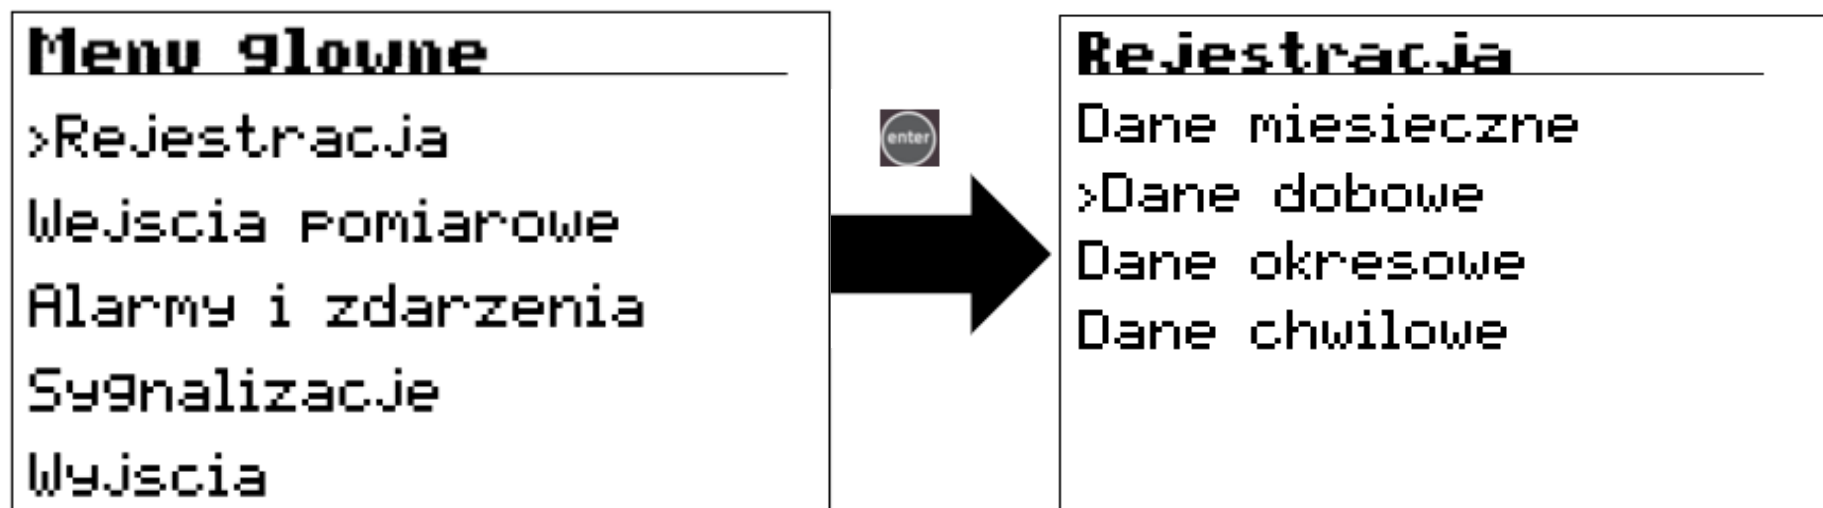 Menu glowne
>Rejestracja
Wejscia pomiarowe
Alarmy i zdarzenia
Sygnalizacje
Wyjscia
enter
Rejestracja
Dane miesieczne
>Dane dobowe
Dane okresowe
Dane chwilowe